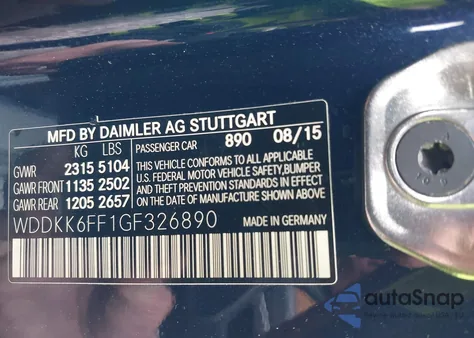 MFD BY DAIMLER AG STUTTGART
KG LBS PASSENGER CAR 890 08/15
GVWR 2315 5104
GAWR FRONT 1135 2502
GAWR REAR 1205 2657
THIS VEHICLE CONFORMS TO ALL APPLICABLE
U.S. FEDERAL MOTOR VEHICLE SAFETY,BUMPER
AND THEFT PREVENTION STANDARDS IN EFFECT
ON THE DATE OF MANUFACTURE SHOWN ABOVE
WDDKK6FF1GF326890 MADE IN GERMANY
autoSnap